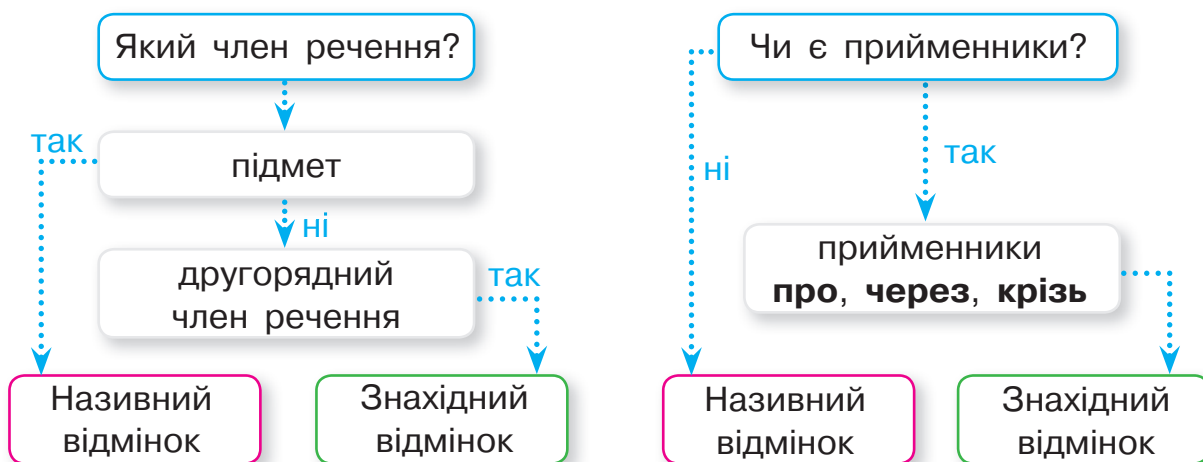 Який член речення?
так
підмет
ні
другорядний
член речення
так
Називний
відмінок
Знахідний
відмінок
Чи є прийменники?
ні
так
прийменники
про, через, крізь
Називний
відмінок
Знахідний
відмінок